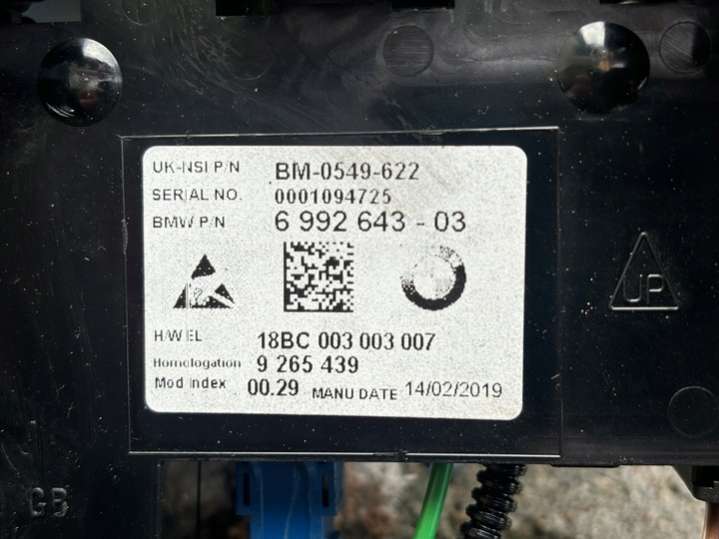 UK-NSI P/N BM-0549-622
SERIAL NO. 0001094725
BMW P/N 6 992 643 - 03
H/W EL 18BC 003 003 007
Homologation 9 265 439
Mod Index 00.29 MANU DATE 14/02/2019
UP
GB